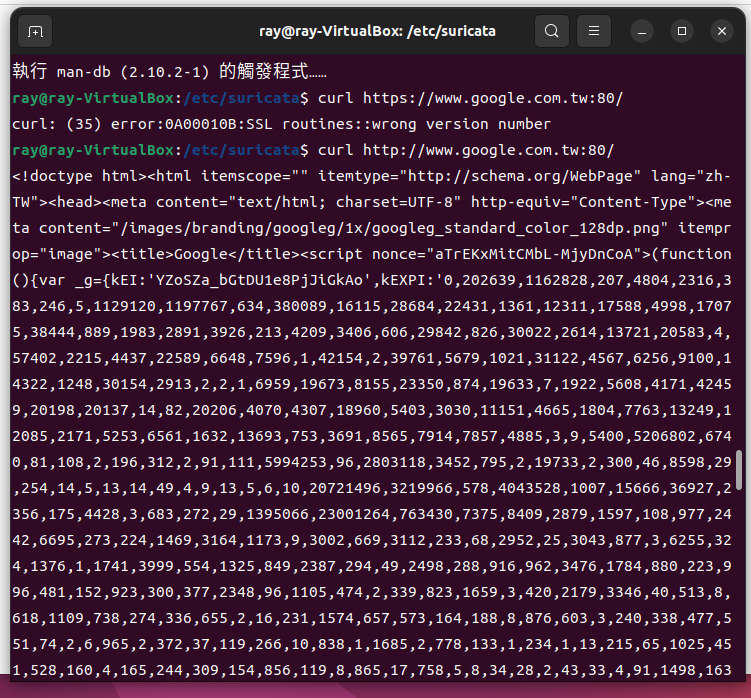 ray@ray-VirtualBox: /etc/suricata
執行 man-db (2.10.2-1) 的觸發程式……
ray@ray-VirtualBox:/etc/suricata$ curl https://www.google.com.tw:80/
curl: (35) error:0A00010B:SSL routines::wrong version number
ray@ray-VirtualBox:/etc/suricata$ curl http://www.google.com.tw:80/
<!doctype html><html itemscope="" itemtype="http://schema.org/WebPage" lang="zh-
TW"><head><meta content="text/html; charset=UTF-8" http-equiv="Content-Type"><me
ta content="/images/branding/googleg/1x/googleg_standard_color_128dp.png" itempr
op="image"><title>Google</title><script nonce="aTrEKxMitCMbL-MjyDnCoA">(function
(){var _g={kEI:'YZoSZa_bGtDU1e8PjJiGkAo',kEXPI:'0,202639,1162828,207,4804,2316,3
83,246,5,1129120,1197767,634,380089,16115,28684,22431,1361,12311,17588,4998,1707
5,38444,889,1983,2891,3926,213,4209,3406,606,29842,826,30022,2614,13721,20583,4,
57402,2215,4437,22589,6648,7596,1,42154,2,39761,5679,1021,31122,4567,6256,9100,1
4322,1248,30154,2913,2,2,1,6959,19673,8155,23350,874,19633,7,1922,5608,4171,4245
9,20198,20137,14,82,20206,4070,4307,18960,5403,3030,11151,4665,1804,7763,13249,1
2085,2171,5253,6561,1632,13693,753,3691,8565,7914,7857,4885,3,9,5400,5206802,674
0,81,108,2,196,312,2,91,111,5994253,96,2803118,3452,795,2,19733,2,300,46,8598,29
,254,14,5,13,14,49,4,9,13,5,6,10,20721496,3219966,578,4043528,1007,15666,36927,2
356,175,4428,3,683,272,29,1395066,23001264,763430,7375,8409,2879,1597,108,977,24
42,6695,273,224,1469,3164,1173,9,3002,669,3112,233,68,2952,25,3043,877,3,6255,32
4,1376,1,1741,3999,554,1325,849,2387,294,49,2498,288,916,962,3476,1784,880,223,9
96,481,152,923,300,377,2348,96,1105,474,2,339,823,1659,3,420,2179,3346,40,513,8,
618,1109,738,274,336,655,2,16,231,1574,657,573,164,188,8,876,603,3,240,338,477,5
51,74,2,6,965,2,372,37,119,266,10,838,1,1685,2,778,133,1,234,1,13,215,65,1025,45
1,528,160,4,165,244,309,154,856,119,8,865,17,758,5,8,34,28,2,43,33,4,91,1498,163